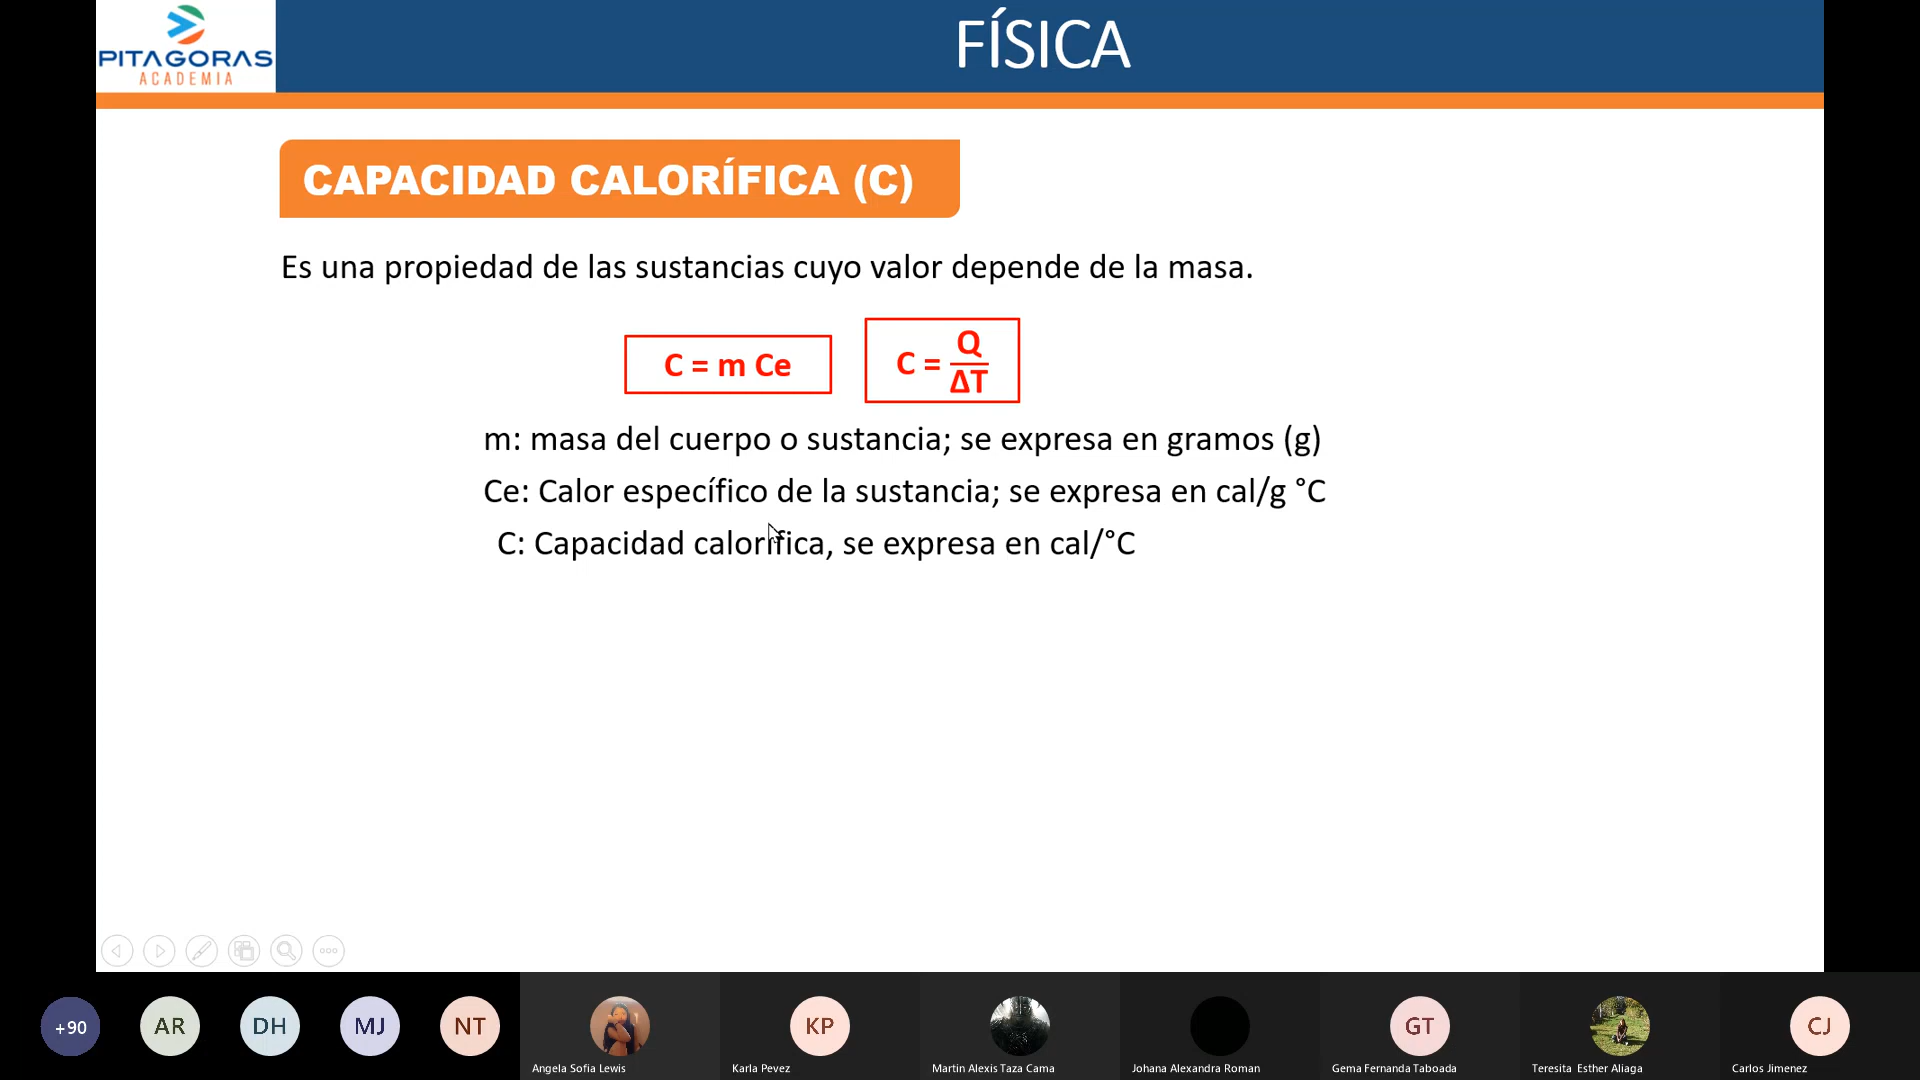 PITAGORAS
ACADEMIA
FÍSICA
CAPACIDAD CALORÍFICA (C)
Es una propiedad de las sustancias cuyo valor depende de la masa.
C = m Ce
C = Q/ΔT
m: masa del cuerpo o sustancia; se expresa en gramos (g)
Ce: Calor específico de la sustancia; se expresa en cal/g °C
C: Capacidad calorífica, se expresa en cal/°C
+90
AR
DH
MJ
NT
KP
GT
CJ
Angela Sofia Lewis
Karla Pevez
Martin Alexis Taza Cama
Johana Alexandra Roman
Gema Fernanda Taboada
Teresita Esther Aliaga
Carlos Jimenez